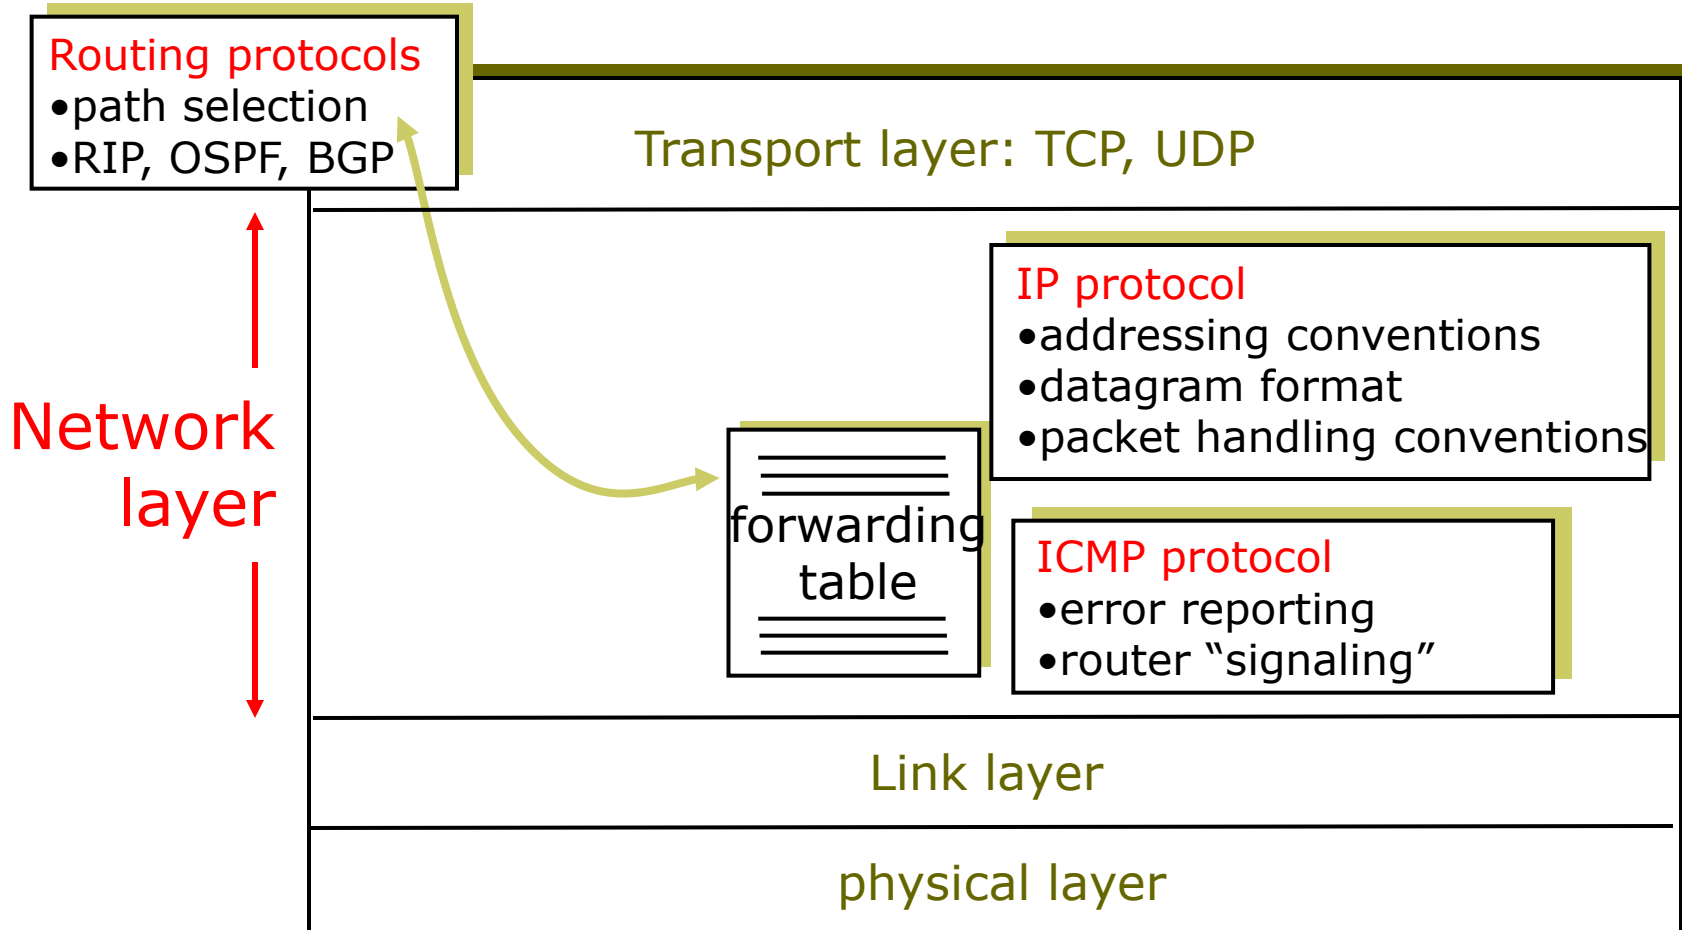 Routing protocols
•path selection
•RIP, OSPF, BGP
Transport layer: TCP, UDP
IP protocol
•addressing conventions
•datagram format
•packet handling conventions
Network
layer
forwarding
table
ICMP protocol
•error reporting
•router “signaling”
Link layer
physical layer